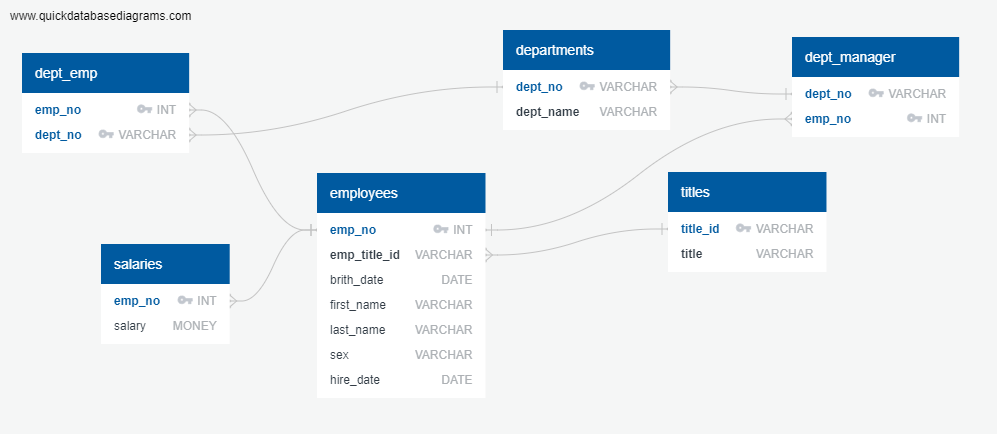 www.quickdatabasediagrams.com
dept_emp
emp_no INT
dept_no VARCHAR
departments
dept_no VARCHAR
dept_name VARCHAR
dept_manager
dept_no VARCHAR
emp_no INT
employees
emp_no INT
emp_title_id VARCHAR
brith_date DATE
first_name VARCHAR
last_name VARCHAR
sex VARCHAR
hire_date DATE
titles
title_id VARCHAR
title VARCHAR
salaries
emp_no INT
salary MONEY